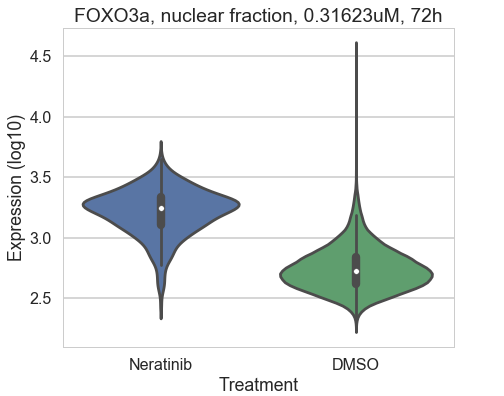 FOXO3a, nuclear fraction, 0.31623uM, 72h
Expression (log10)
4.5
4.0
3.5
3.0
2.5
Neratinib
DMSO
Treatment